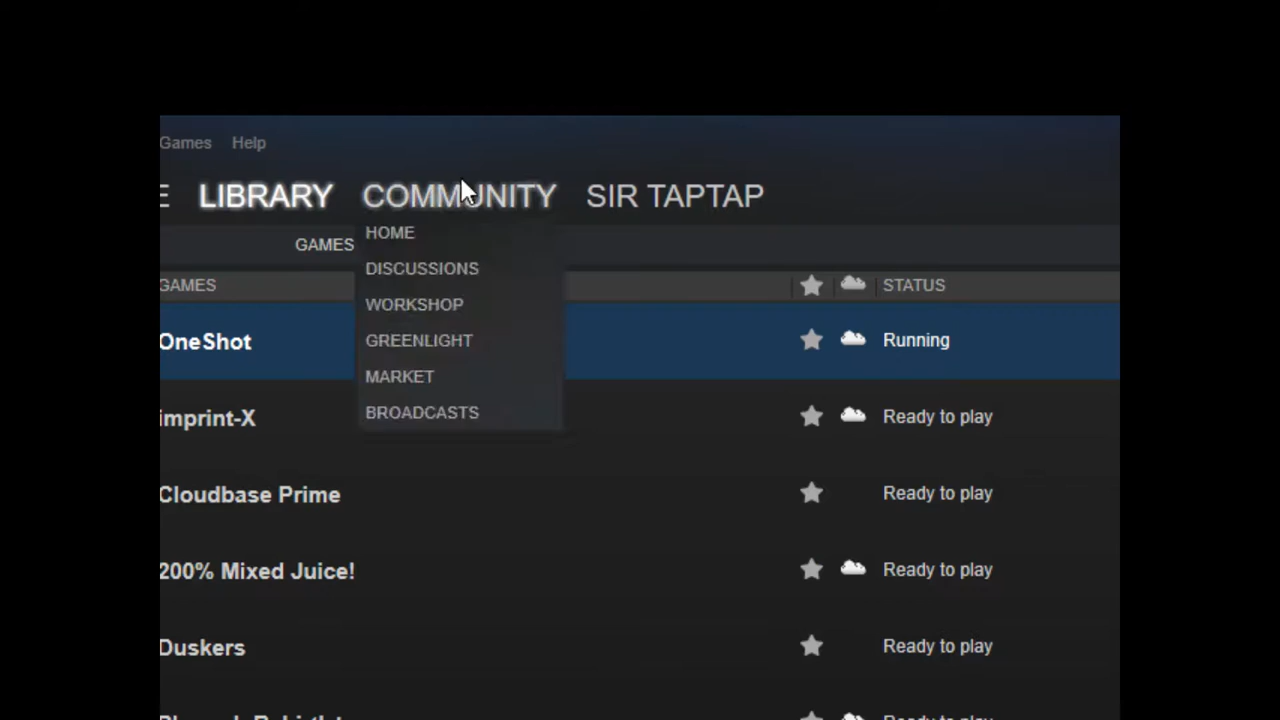 Games Help
E LIBRARY COMMUNITY SIR TAPTAP
HOME
GAMES
DISCUSSIONS
GAMES STATUS
WORKSHOP
OneShot GREENLIGHT Running
MARKET
BROADCASTS
imprint-X Ready to play
Cloudbase Prime Ready to play
200% Mixed Juice! Ready to play
Duskers Ready to play